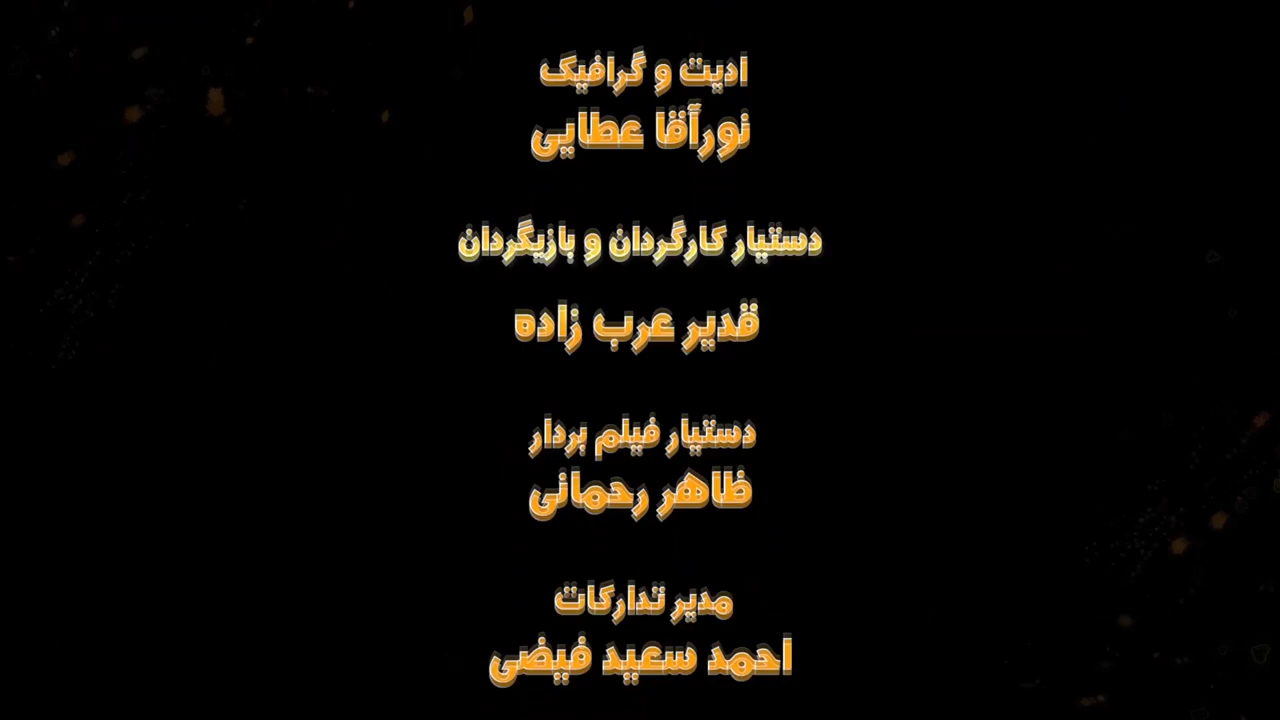 ادیت و گرافیک
نورآقا عطایی
دستیار کارگردان و بازیگردان
قدیر عرب زاده
دستیار فیلم بردار
ظاهر رحمانی
مدیر تدارکات
احمد سعید فیضی